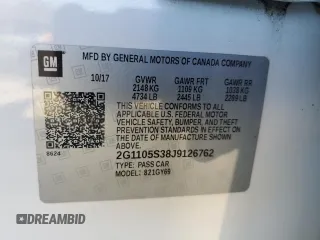 GM
MFD BY GENERAL MOTORS OF CANADA COMPANY
10/17 GVWR GAWR FRT GAWR RR
2148 KG 1109 KG 1028 KG
4734 LB 2445 LB 2269 LB
THIS VEHICLE CONFORMS TO ALL APPLICABLE U.S. FEDERAL MOTOR VEHICLE SAFETY, BUMPER, AND THEFT PREVENTION STANDARDS IN EFFECT ON THE DATE OF MANUFACTURE SHOWN ABOVE.
8624
2G1105S38J9126762
TYPE: PASS CAR
MODEL: 821GY69